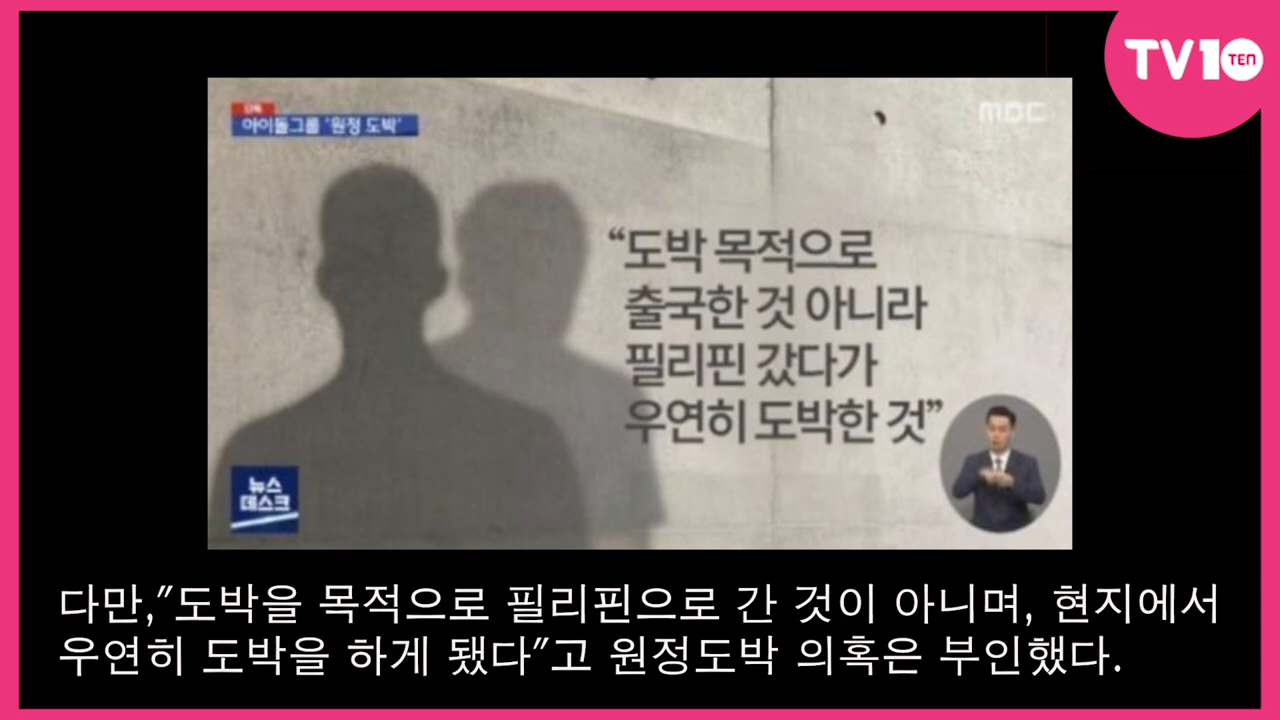 TV10
TEN
단독
아이돌그룹 '원정 도박'
MBC
“도박 목적으로
출국한 것 아니라
필리핀 갔다가
우연히 도박한 것”
뉴스
데스크
다만,"도박을 목적으로 필리핀으로 간 것이 아니며, 현지에서
우연히 도박을 하게 됐다"고 원정도박 의혹은 부인했다.